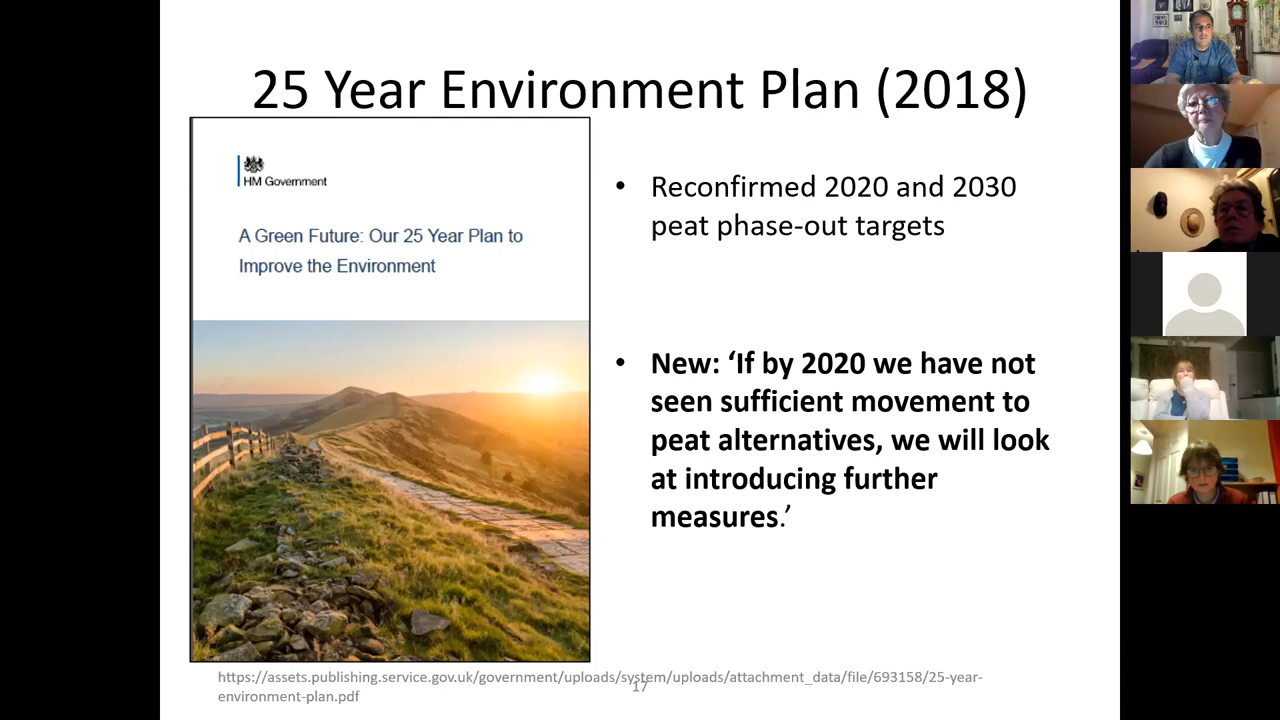 25 Year Environment Plan (2018)
HM Government
A Green Future: Our 25 Year Plan to
Improve the Environment
• Reconfirmed 2020 and 2030
peat phase-out targets
• New: ‘If by 2020 we have not
seen sufficient movement to
peat alternatives, we will look
at introducing further
measures.’
https://assets.publishing.service.gov.uk/government/uploads/system/uploads/attachment_data/file/693158/25-year-
environment-plan.pdf
17